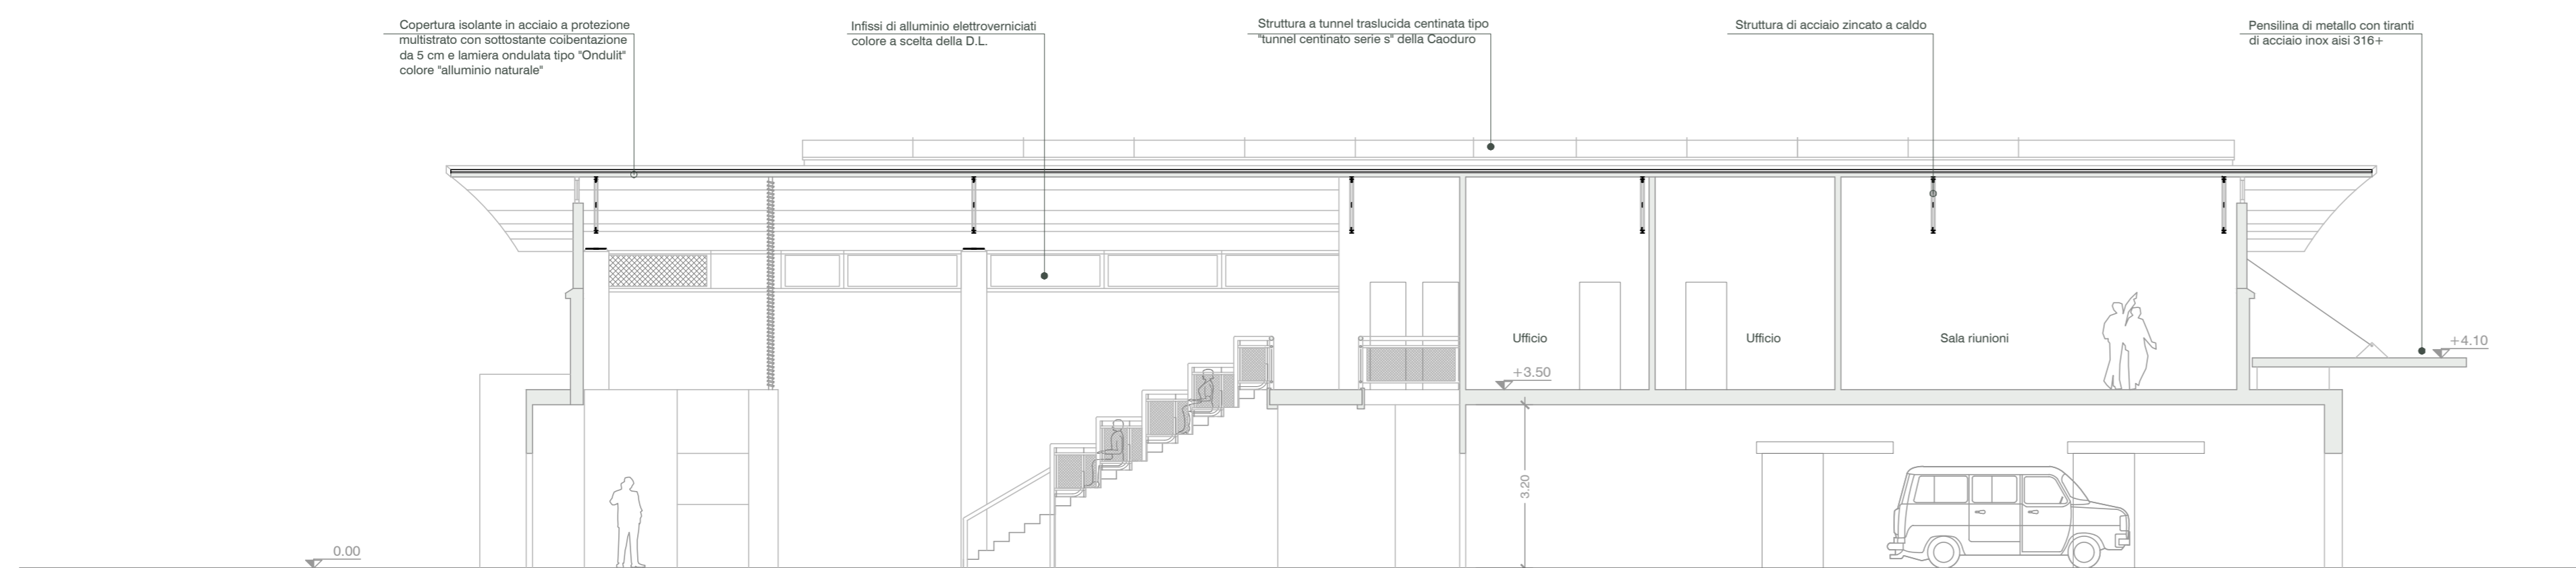 Copertura isolante in acciaio a protezione
multistrato con sottostante coibentazione
da 5 cm e lamiera ondulata tipo "Ondulit"
colore "alluminio naturale"
Infissi di alluminio elettroverniciati
colore a scelta della D.L.
Struttura a tunnel traslucida centinata tipo
"tunnel centinato serie s" della Caoduro
Struttura di acciaio zincato a caldo
Pensilina di metallo con tiranti
di acciaio inox aisi 316+
Ufficio
Ufficio
Sala riunioni
+4.10
+3.50
3.20
0.00